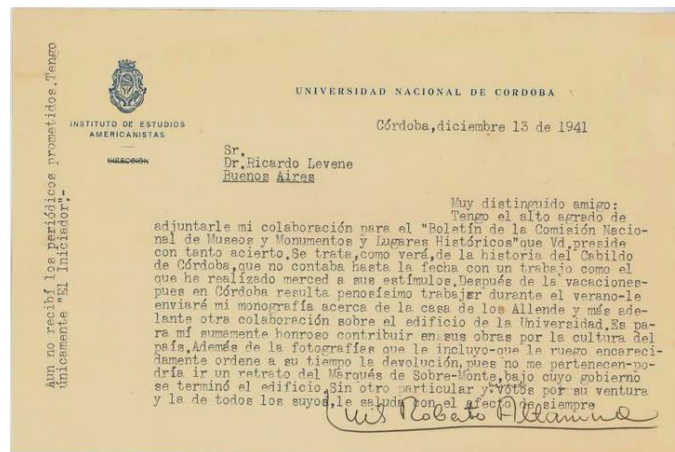 UNIVERSIDAD NACIONAL DE CORDOBA
INSTITUTO DE ESTUDIOS
AMERICANISTAS
DIRECCIÓN
Córdoba,diciembre 13 de 1941
Sr.
Dr.Ricardo Levene
Buenos Aires
Muy distinguido amigo:
Tengo el alto agrado de
adjuntarle mi colaboración para el "Boletín de la Comisión Nacio-
nal de Museos y Monumentos y Lugares Históricos"que Vd.preside
con tanto acierto.Se trata,como verá,de la historia del Cabildo
de Córdoba,que no contaba hasta la fecha con un trabajo como el
que he realizado merced a sus estímulos.Después de la vacaciones-
pues en Córdoba resulta penosísimo trabajar durante el verano-le
enviaré mi monografía acerca de la casa de los Allende y más ade-
lante otra colaboración sobre el edificio de la Universidad.Es pa-
ra mí sumamente honroso contribuir en sus obras por la cultura del
país.Además de la fotografías que le incluyo-que le ruego encareci-
damente ordene a su tiempo la devolución,pues no me pertenecen-po-
dría ir un retrato del Marqués de Sobre-Monte,bajo cuyo gobierno
se terminó el edificio.Sin otro particular y votos por su ventura
y la de todos los suyos,le saluda con el afecto de siempre
Luis Roberto Altamira
Aun no recibí los periódicos prometidos.Tengo
únicamente "El Iniciador".-